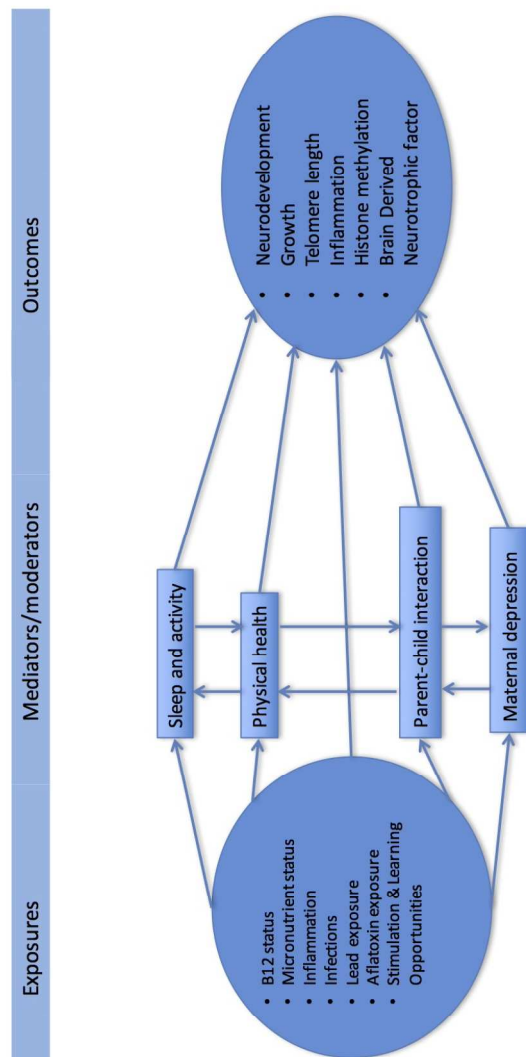 Exposures
Mediators/moderators
Outcomes
• B12 status
• Micronutrient status
• Inflammation
• Infections
• Lead exposure
• Aflatoxin exposure
• Stimulation & Learning
Opportunities
Sleep and activity
Physical health
Parent-child interaction
Maternal depression
• Neurodevelopment
• Growth
• Telomere length
• Inflammation
• Histone methylation
• Brain Derived
Neurotrophic factor